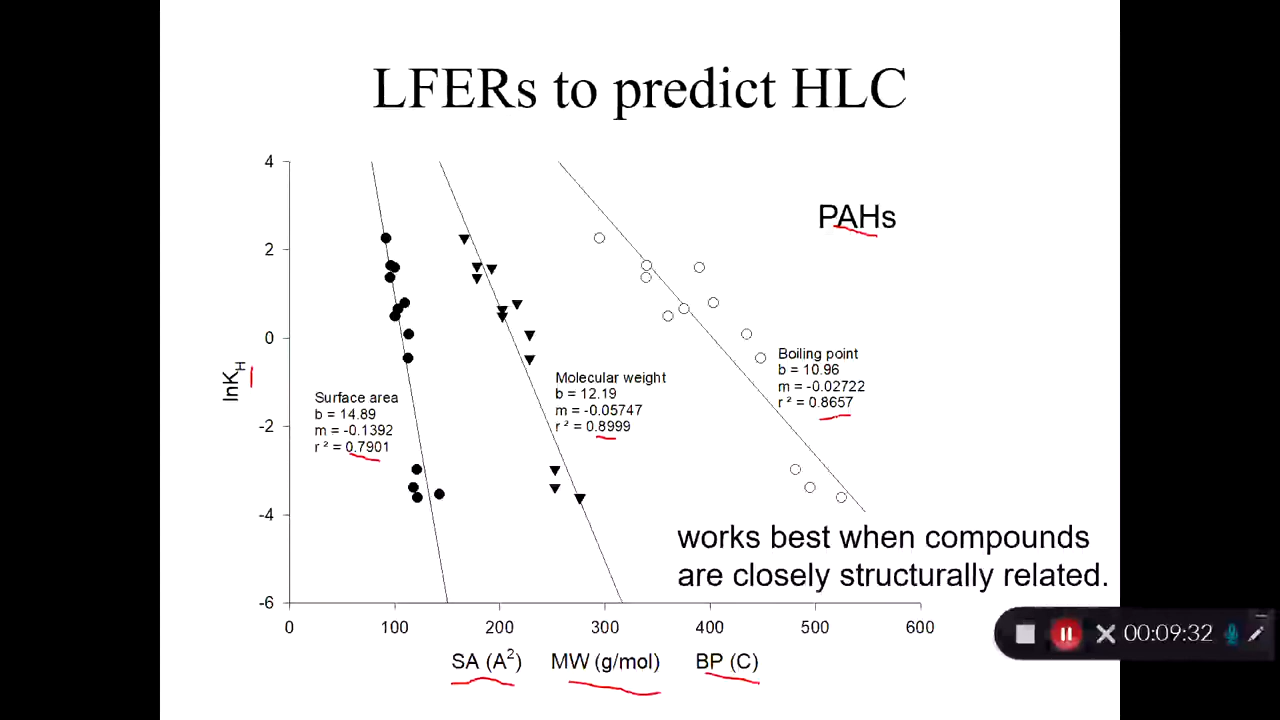 LFERs to predict HLC
PAHs
4
2
0
-2
-4
-6
lnKH
Surface area
b = 14.89
m = -0.1392
r ² = 0.7901
Molecular weight
b = 12.19
m = -0.05747
r ² = 0.8999
Boiling point
b = 10.96
m = -0.02722
r ² = 0.8657
works best when compounds
are closely structurally related.
0 100 200 300 400 500 600
SA (A²) MW (g/mol) BP (C)
00:09:32